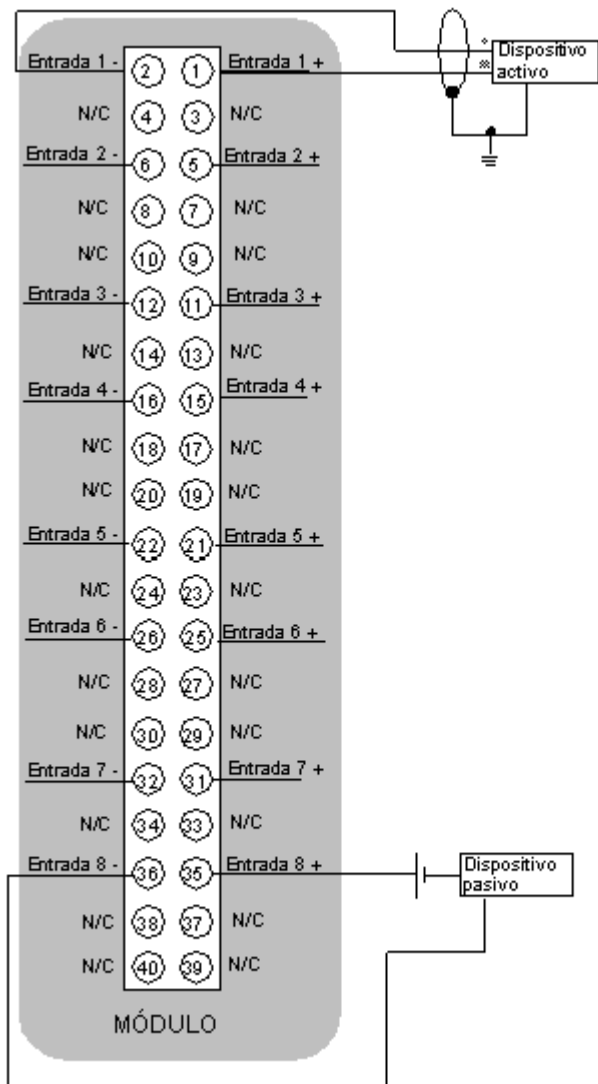 Entrada 1 - 2 1 Entrada 1 + * Dispositivo
** activo
N/C 4 3 N/C
Entrada 2 - 6 5 Entrada 2 +
N/C 8 7 N/C
N/C 10 9 N/C
Entrada 3 - 12 11 Entrada 3 +
N/C 14 13 N/C
Entrada 4 - 16 15 Entrada 4 +
N/C 18 17 N/C
N/C 20 19 N/C
Entrada 5 - 22 21 Entrada 5 +
N/C 24 23 N/C
Entrada 6 - 26 25 Entrada 6 +
N/C 28 27 N/C
N/C 30 29 N/C
Entrada 7 - 32 31 Entrada 7 +
N/C 34 33 N/C
Entrada 8 - 36 35 Entrada 8 + Dispositivo
pasivo
N/C 38 37 N/C
N/C 40 39 N/C
MÓDULO